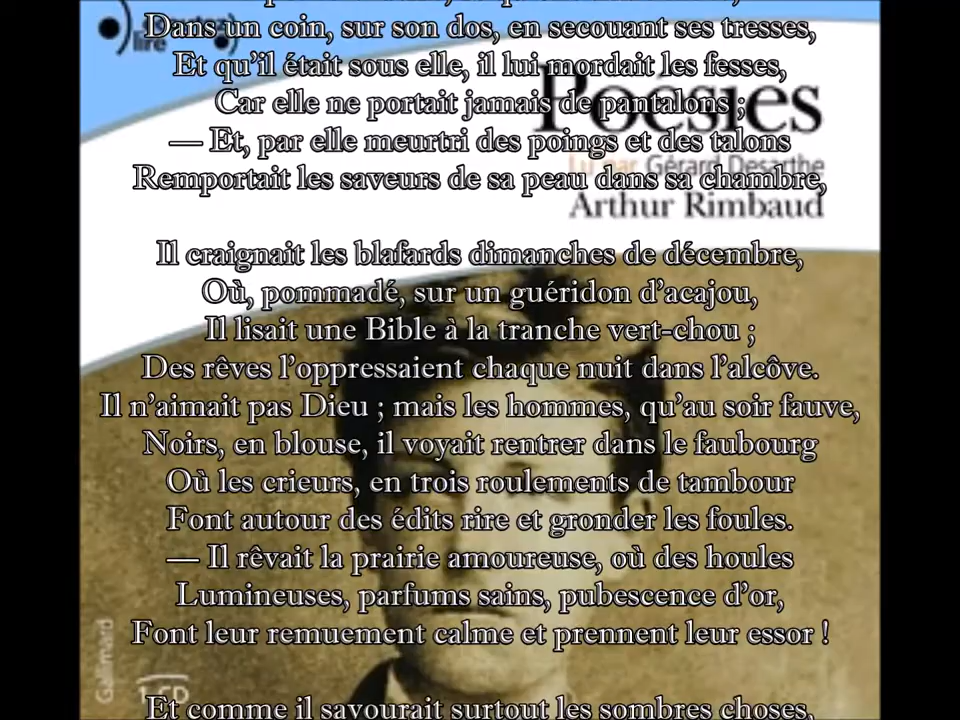 Dans un coin, sur son dos, en secouant ses tresses,
lire
Et qu'il était sous elle, il lui mordait les fesses,
Poésies
Car elle ne portait jamais de pantalons ;
— Et, par elle meurtri des poings et des talons
Lu par Gérard Desarthe
Remportait les saveurs de sa peau dans sa chambre,
Arthur Rimbaud
Il craignait les blafards dimanches de décembre,
Où, pommadé, sur un guéridon d'acajou,
Il lisait une Bible à la tranche vert-chou ;
Des rêves l'oppressaient chaque nuit dans l'alcôve.
Il n'aimait pas Dieu ; mais les hommes, qu'au soir fauve,
Noirs, en blouse, il voyait rentrer dans le faubourg
Où les crieurs, en trois roulements de tambour
Font autour des édits rire et gronder les foules.
— Il rêvait la prairie amoureuse, où des houles
Lumineuses, parfums sains, pubescence d'or,
Font leur remuement calme et prennent leur essor !
Gallimard
CD
Et comme il savourait surtout les sombres choses,